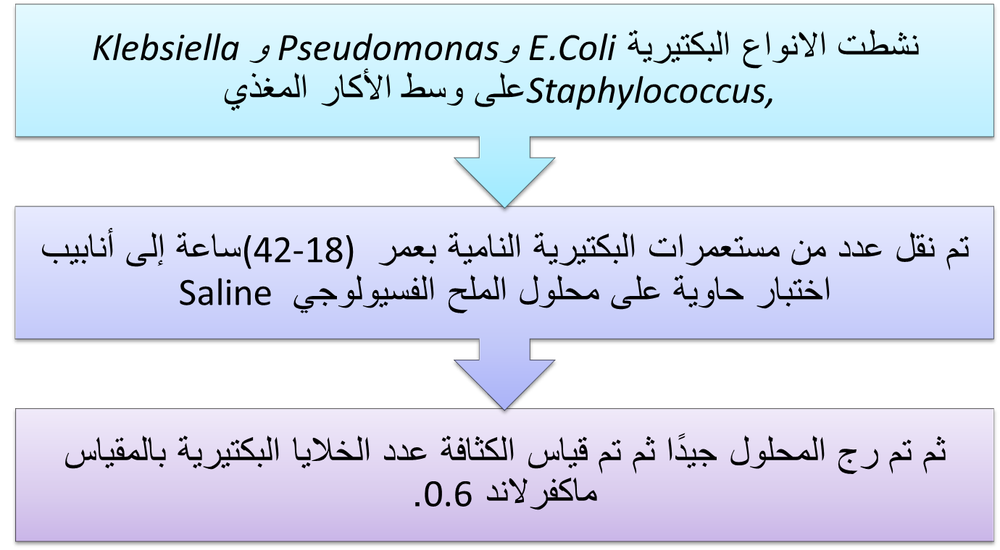 نشطت الانواع البكتيرية E.Coli وPseudomonas و Klebsiella
,Staphylococcusعلى وسط الأكار المغذي
تم نقل عدد من مستعمرات البكتيرية النامية بعمر (18-42)ساعة إلى أنابيب
اختبار حاوية على محلول الملح الفسيولوجي Saline
ثم تم رج المحلول جيدًا ثم تم قياس الكثافة عدد الخلايا البكتيرية بالمقياس
ماكفرلاند 0.6.